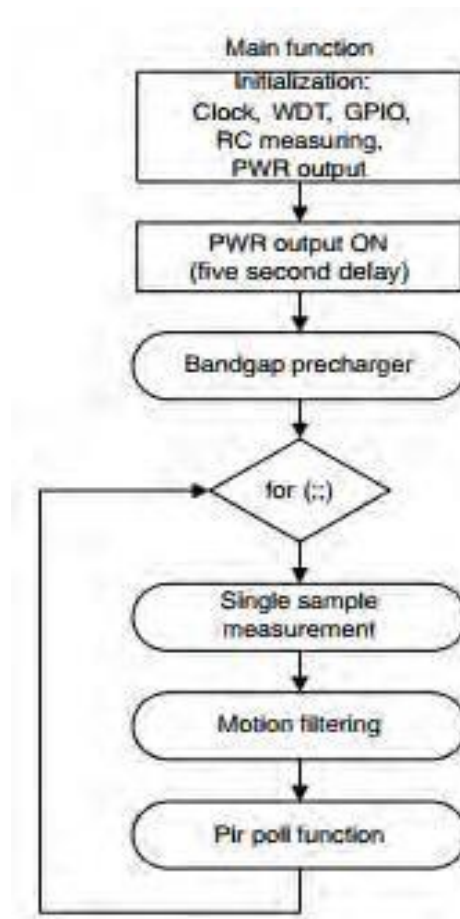 Main function
Initialization:
Clock, WDT, GPIO,
RC measuring,
PWR output
PWR output ON
(five second delay)
Bandgap precharger
for (;;)
Single sample
measurement
Motion filtering
Pir poll function